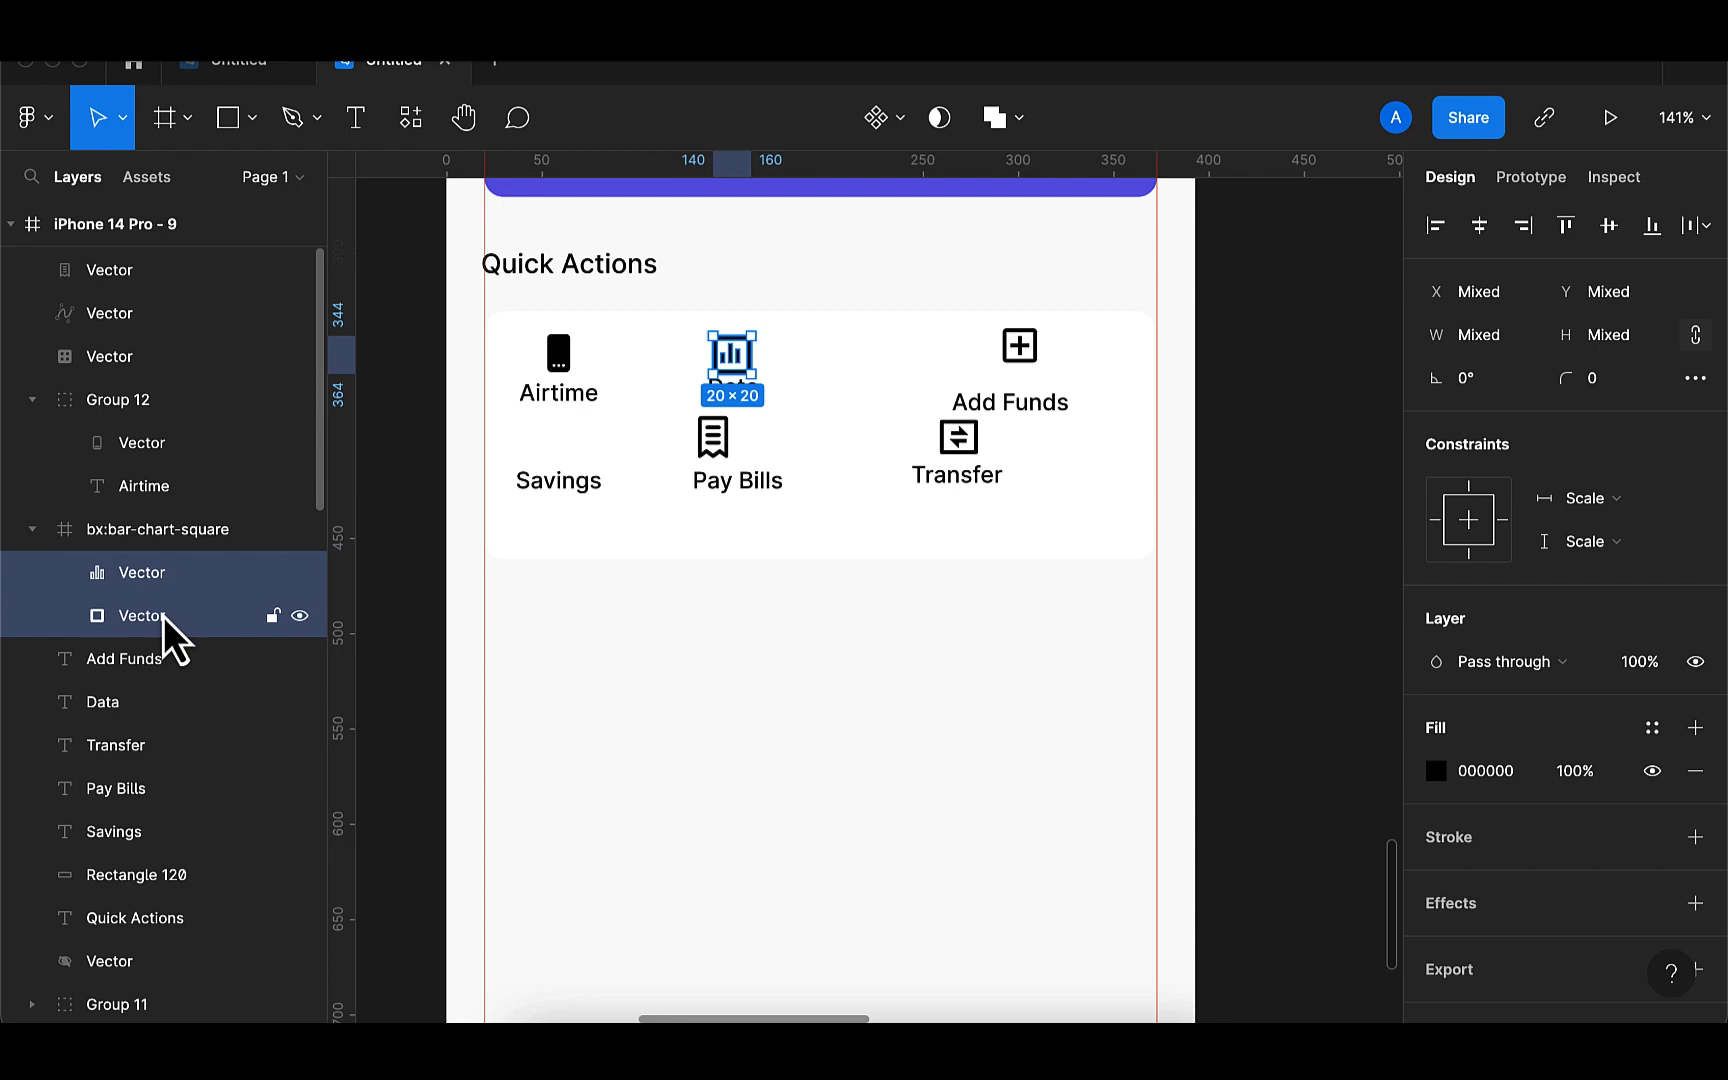 Untitled
Untitled
A
Share
141%
Layers
Assets
Page 1
0
50
140
160
250
300
350
400
450
50
Design
Prototype
Inspect
iPhone 14 Pro - 9
Vector
Vector
Vector
Group 12
Vector
Airtime
bx:bar-chart-square
Vector
Vector
Add Funds
Data
Transfer
Pay Bills
Savings
Rectangle 120
Quick Actions
Vector
Group 11
300
344
364
450
500
550
600
650
700
Quick Actions
Airtime
Data
20 × 20
Add Funds
Savings
Pay Bills
Transfer
X Mixed
Y Mixed
W Mixed
H Mixed
0°
0
Constraints
Scale
Scale
Layer
Pass through
100%
Fill
000000
100%
Stroke
Effects
Export
?